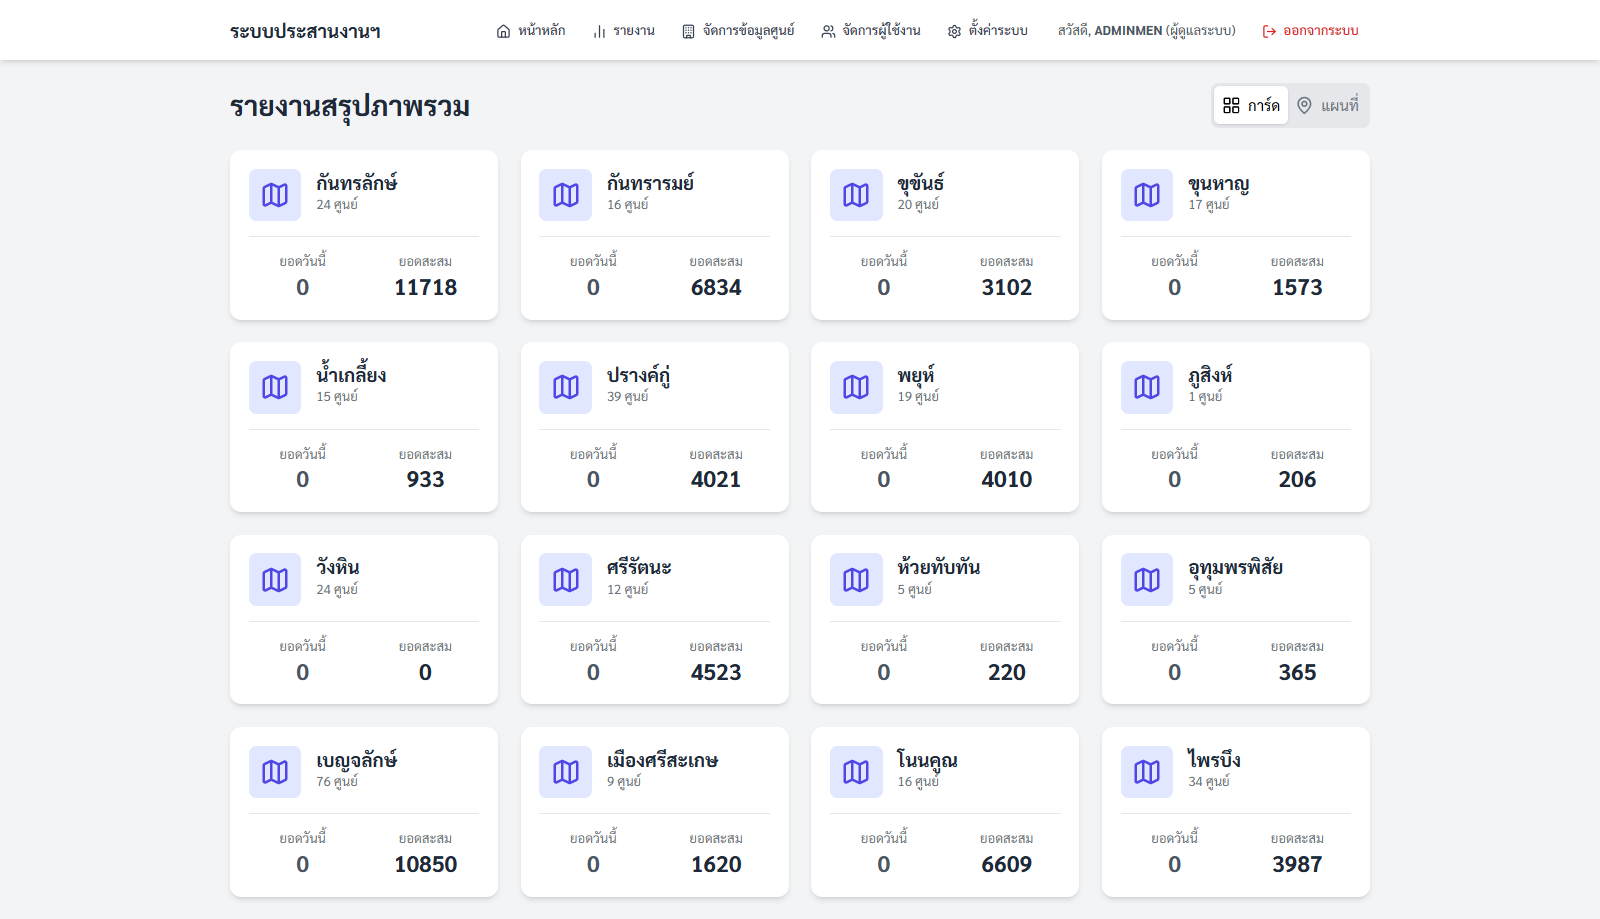 ระบบประสานงานฯ
หน้าหลัก
รายงาน
จัดการข้อมูลศูนย์
จัดการผู้ใช้งาน
ตั้งค่าระบบ
สวัสดี, ADMINMEN (ผู้ดูแลระบบ)
ออกจากระบบ
รายงานสรุปภาพรวม
การ์ด
แผนที่
กันทรลักษ์
24 ศูนย์
ยอดวันนี้ ยอดสะสม
0 11718
กันทรารมย์
16 ศูนย์
ยอดวันนี้ ยอดสะสม
0 6834
ขุขันธ์
20 ศูนย์
ยอดวันนี้ ยอดสะสม
0 3102
ขุนหาญ
17 ศูนย์
ยอดวันนี้ ยอดสะสม
0 1573
น้ำเกลี้ยง
15 ศูนย์
ยอดวันนี้ ยอดสะสม
0 933
ปรางค์กู่
39 ศูนย์
ยอดวันนี้ ยอดสะสม
0 4021
พยุห์
19 ศูนย์
ยอดวันนี้ ยอดสะสม
0 4010
ภูสิงห์
1 ศูนย์
ยอดวันนี้ ยอดสะสม
0 206
วังหิน
24 ศูนย์
ยอดวันนี้ ยอดสะสม
0 0
ศรีรัตนะ
12 ศูนย์
ยอดวันนี้ ยอดสะสม
0 4523
ห้วยทับทัน
5 ศูนย์
ยอดวันนี้ ยอดสะสม
0 220
อุทุมพรพิสัย
5 ศูนย์
ยอดวันนี้ ยอดสะสม
0 365
เบญจลักษ์
76 ศูนย์
ยอดวันนี้ ยอดสะสม
0 10850
เมืองศรีสะเกษ
9 ศูนย์
ยอดวันนี้ ยอดสะสม
0 1620
โนนคูณ
16 ศูนย์
ยอดวันนี้ ยอดสะสม
0 6609
ไพรบึง
34 ศูนย์
ยอดวันนี้ ยอดสะสม
0 3987